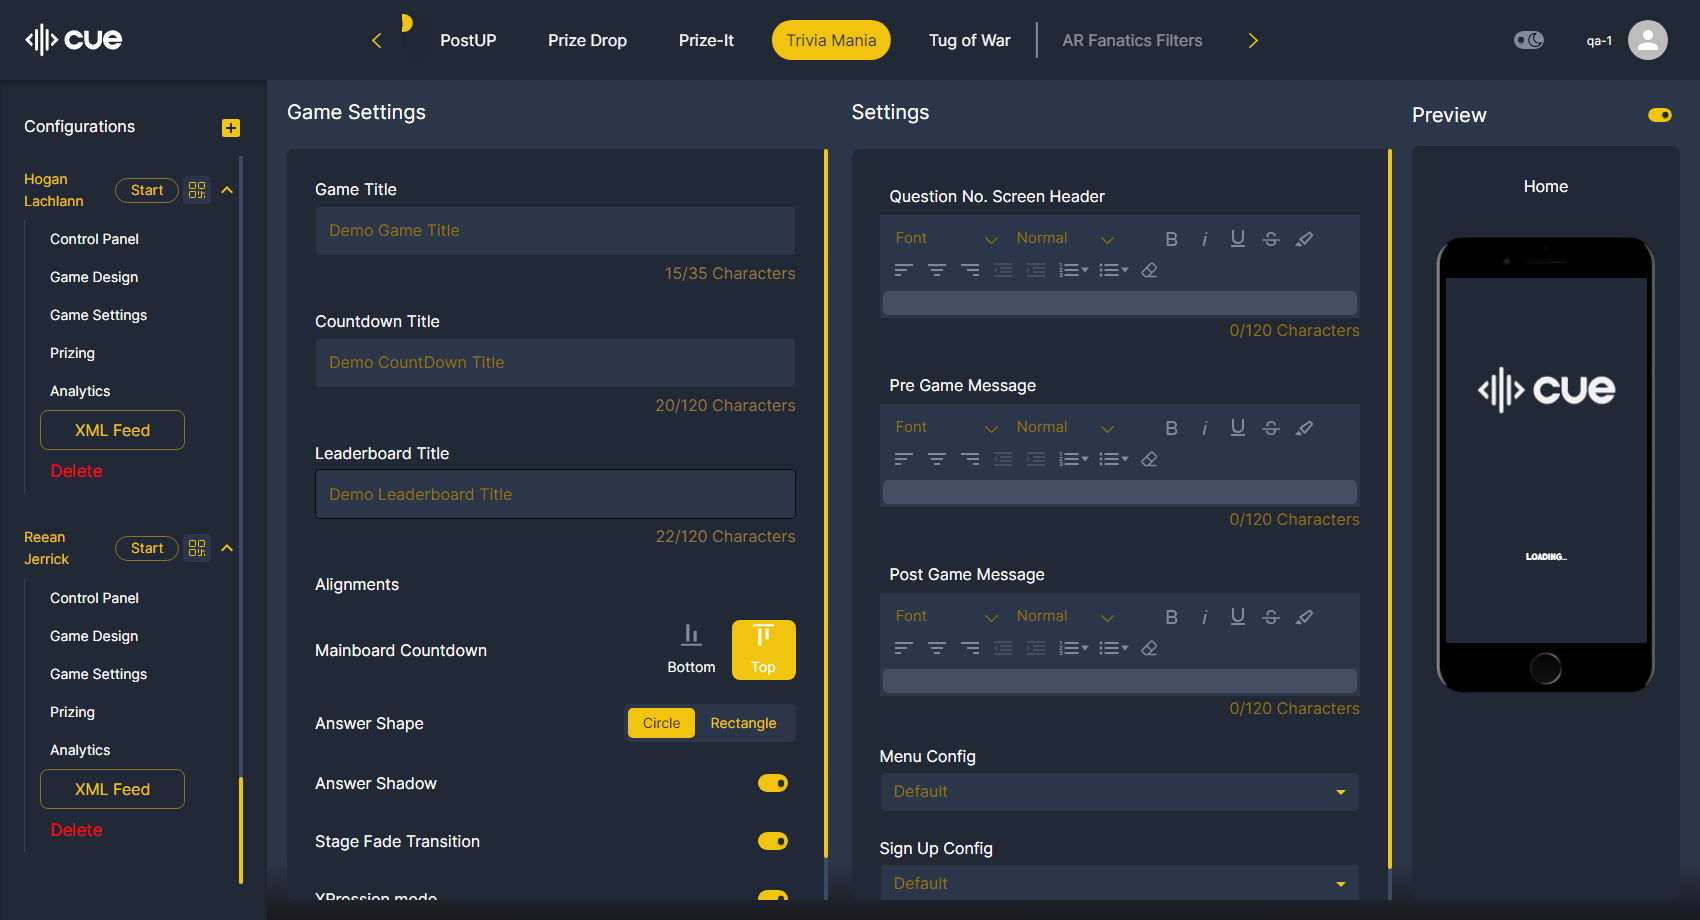 cue
PostUP
Prize Drop
Prize-It
Trivia Mania
Tug of War
AR Fanatics Filters
qa-1
Configurations
Hogan
Lachlann
Start
Control Panel
Game Design
Game Settings
Prizing
Analytics
XML Feed
Delete
Reean
Jerrick
Start
Control Panel
Game Design
Game Settings
Prizing
Analytics
XML Feed
Delete
Game Settings
Game Title
Demo Game Title
15/35 Characters
Countdown Title
Demo CountDown Title
20/120 Characters
Leaderboard Title
Demo Leaderboard Title
22/120 Characters
Alignments
Mainboard Countdown
Bottom
Top
Answer Shape
Circle
Rectangle
Answer Shadow
Stage Fade Transition
XPression mode
Settings
Question No. Screen Header
Font
Normal
0/120 Characters
Pre Game Message
Font
Normal
0/120 Characters
Post Game Message
Font
Normal
0/120 Characters
Menu Config
Default
Sign Up Config
Default
Preview
Home
cue
LOADING...